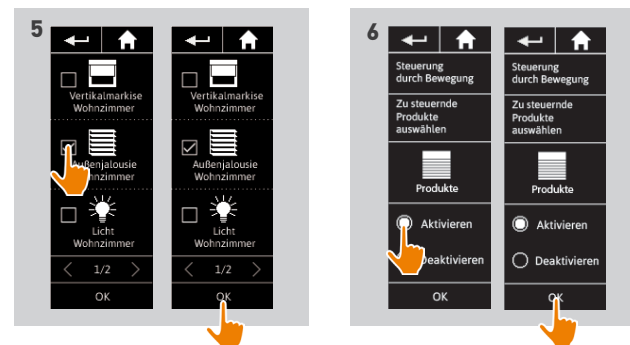 5
Vertikalmarkise
Wohnzimmer
Außenjalousie
Wohnzimmer
Licht
Wohnzimmer
< 1/2 >
OK
Vertikalmarkise
Wohnzimmer
Außenjalousie
Wohnzimmer
Licht
Wohnzimmer
< 1/2 >
OK
6
Steuerung
durch Bewegung
Zu steuernde
Produkte
auswählen
Produkte
Aktivieren
Deaktivieren
OK
Steuerung
durch Bewegung
Zu steuernde
Produkte
auswählen
Produkte
Aktivieren
Deaktivieren
OK